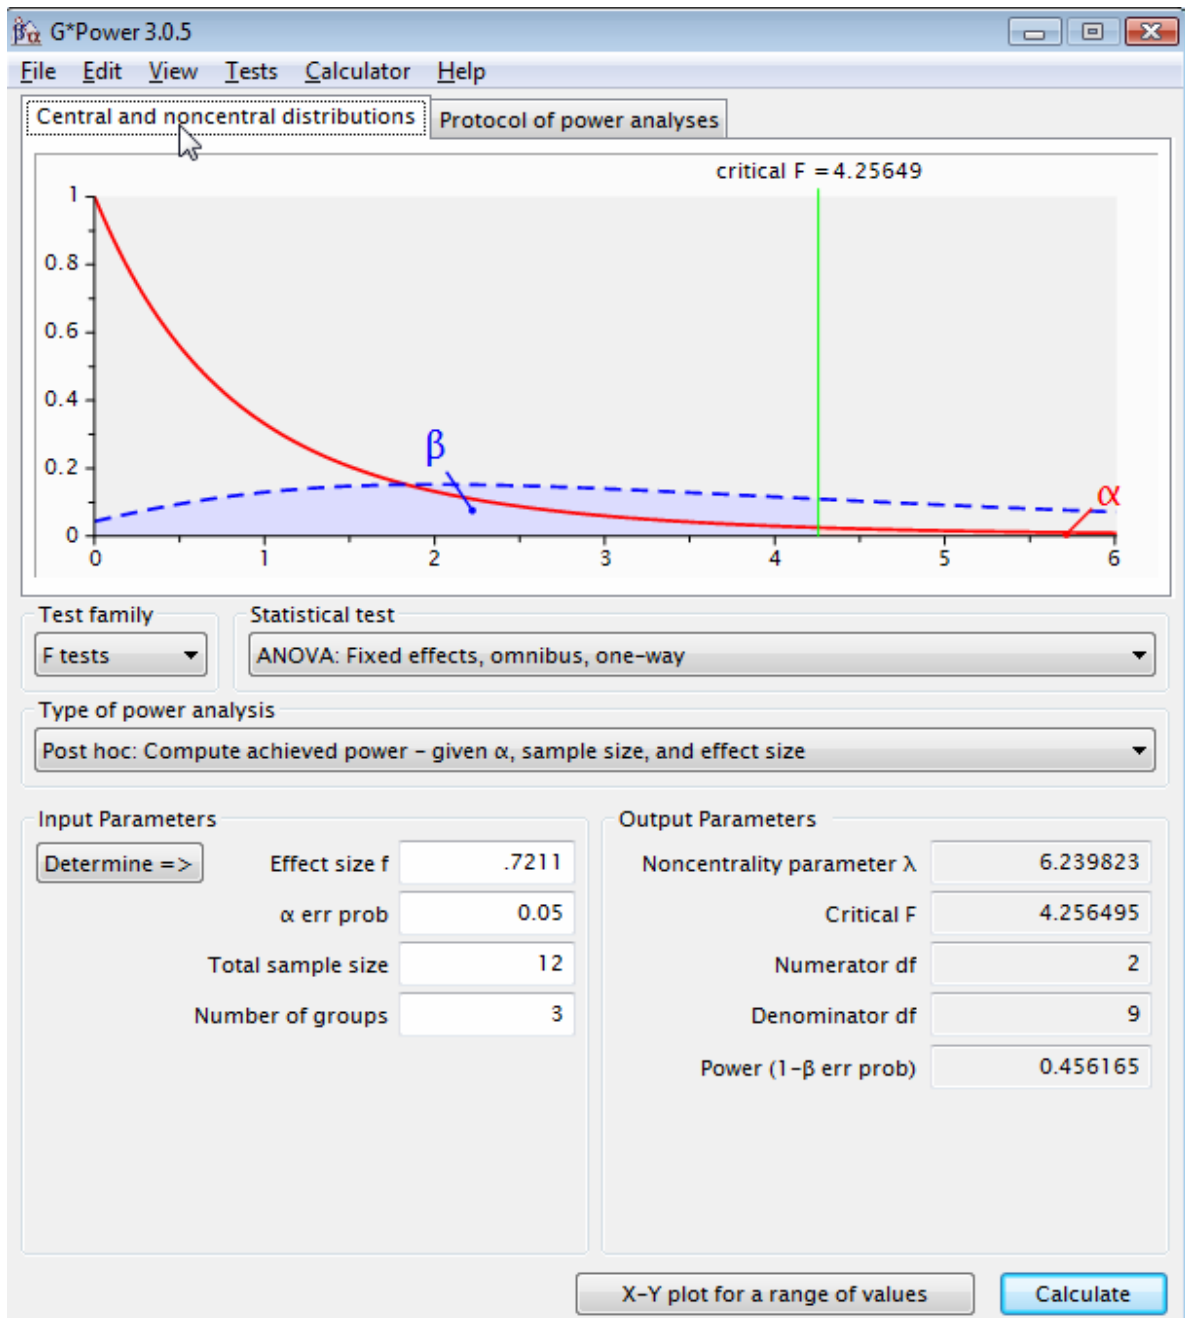 G*Power 3.0.5
File Edit View Tests Calculator Help
Central and noncentral distributions Protocol of power analyses
critical F = 4.25649
1
0.8
0.6
0.4
0.2
0
β
α
0 1 2 3 4 5 6
Test family Statistical test
F tests ANOVA: Fixed effects, omnibus, one-way
Type of power analysis
Post hoc: Compute achieved power - given α, sample size, and effect size
Input Parameters Output Parameters
Determine => Effect size f .7211 Noncentrality parameter λ 6.239823
α err prob 0.05 Critical F 4.256495
Total sample size 12 Numerator df 2
Number of groups 3 Denominator df 9
Power (1-β err prob) 0.456165
X-Y plot for a range of values Calculate